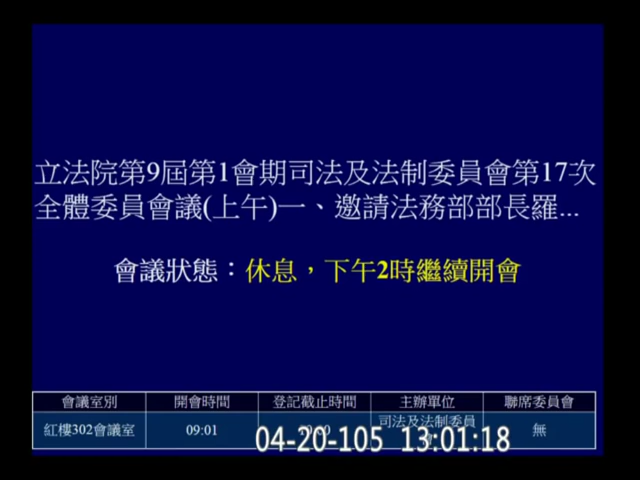 立法院第9屆第1會期司法及法制委員會第17次
全體委員會議(上午)一、邀請法務部部長羅...
會議狀態：休息，下午2時繼續開會
會議室別 開會時間 登記截止時間 主辦單位 聯席委員會
紅樓302會議室 09:01 司法及法制委員 無
04-20-105 13:01:18